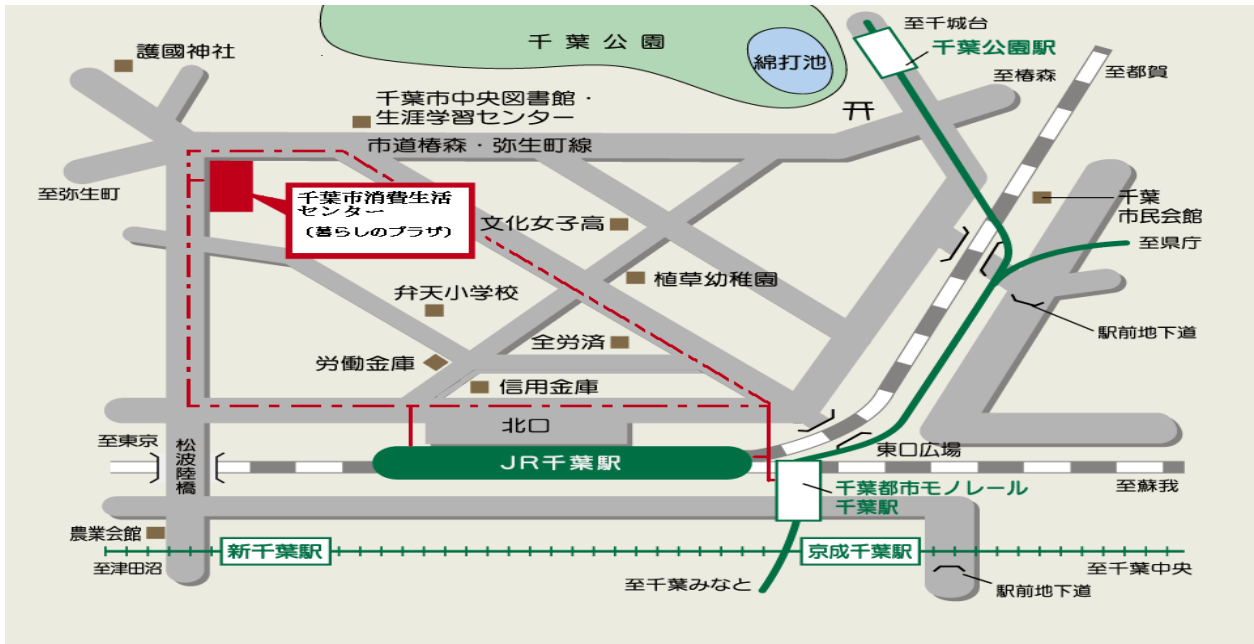 至千城台
千葉公園
千葉公園駅
護國神社
綿打池
至椿森
至都賀
千葉市中央図書館・
生涯学習センター
市道椿森・弥生町線
至弥生町
千葉市消費生活
センター
(暮らしのプラザ)
文化女子高
千葉
市民会館
至県庁
植草幼稚園
弁天小学校
駅前地下道
全労済
労働金庫
信用金庫
北口
至東京
松波陸橋
JR千葉駅
東口広場
至蘇我
千葉都市モノレール
千葉駅
農業会館
新千葉駅
京成千葉駅
至津田沼
至千葉中央
至千葉みなと
駅前地下道